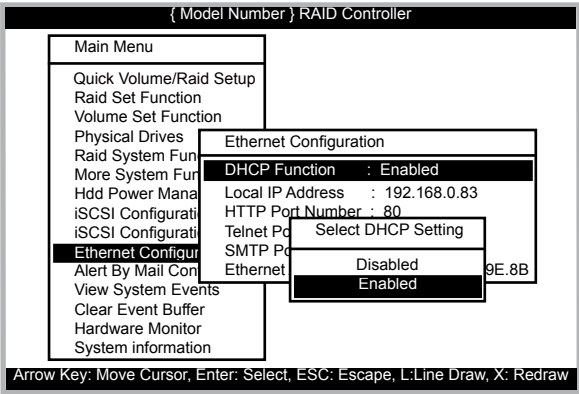 { Model Number } RAID Controller
Main Menu
Quick Volume/Raid Setup
Raid Set Function
Volume Set Function
Physical Drives
Raid System Fun
More System Fun
Hdd Power Mana
iSCSI Configurati
iSCSI Configurati
Ethernet Configur
Alert By Mail Con
View System Events
Clear Event Buffer
Hardware Monitor
System information
Ethernet Configuration
DHCP Function : Enabled
Local IP Address : 192.168.0.83
HTTP Port Number : 80
Telnet Po
SMTP Po
Ethernet 9E.8B
Select DHCP Setting
Disabled
Enabled
Arrow Key: Move Cursor, Enter: Select, ESC: Escape, L:Line Draw, X: Redraw